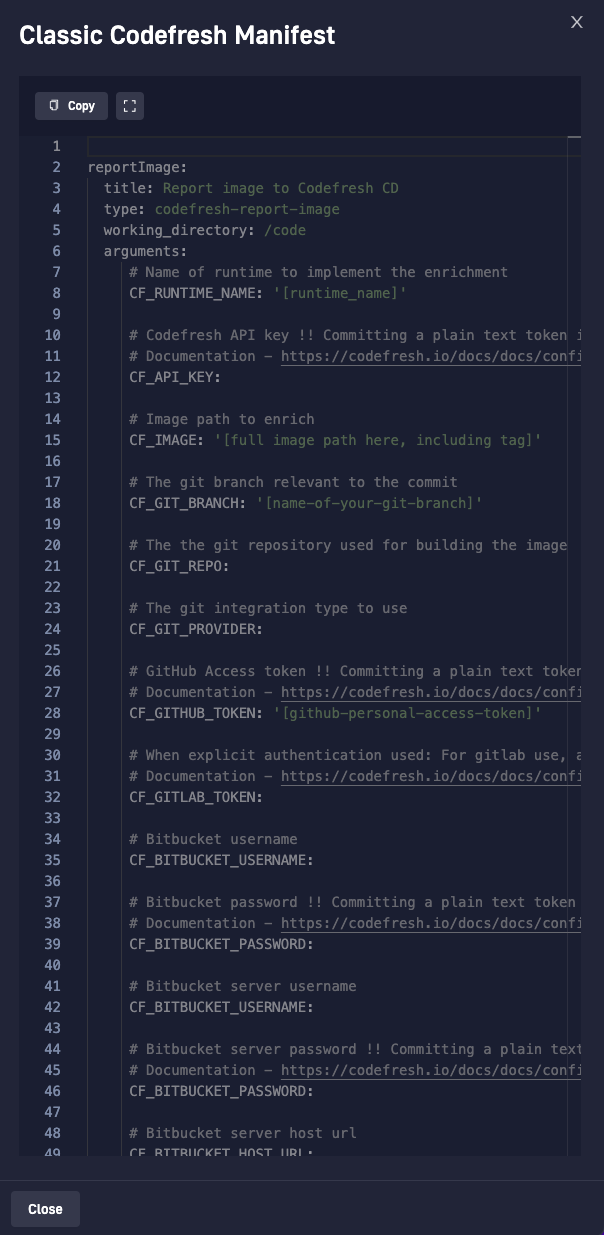 Classic Codefresh Manifest
Copy
1
2 reportImage:
3 title: Report image to Codefresh CD
4 type: codefresh-report-image
5 working_directory: /code
6 arguments:
7 # Name of runtime to implement the enrichment
8 CF_RUNTIME_NAME: '[runtime_name]'
9
10 # Codefresh API key !! Committing a plain text token i
11 # Documentation - https://codefresh.io/docs/docs/confi
12 CF_API_KEY:
13
14 # Image path to enrich
15 CF_IMAGE: '[full image path here, including tag]'
16
17 # The git branch relevant to the commit
18 CF_GIT_BRANCH: '[name-of-your-git-branch]'
19
20 # The the git repository used for building the image
21 CF_GIT_REPO:
22
23 # The git integration type to use
24 CF_GIT_PROVIDER:
25
26 # GitHub Access token !! Committing a plain text token
27 # Documentation - https://codefresh.io/docs/docs/confi
28 CF_GITHUB_TOKEN: '[github-personal-access-token]'
29
30 # When explicit authentication used: For gitlab use, a
31 # Documentation - https://codefresh.io/docs/docs/confi
32 CF_GITLAB_TOKEN:
33
34 # Bitbucket username
35 CF_BITBUCKET_USERNAME:
36
37 # Bitbucket password !! Committing a plain text token
38 # Documentation - https://codefresh.io/docs/docs/confi
39 CF_BITBUCKET_PASSWORD:
40
41 # Bitbucket server username
42 CF_BITBUCKET_USERNAME:
43
44 # Bitbucket server password !! Committing a plain text
45 # Documentation - https://codefresh.io/docs/docs/confi
46 CF_BITBUCKET_PASSWORD:
47
48 # Bitbucket server host url
49 CF_BITBUCKET_HOST_URL:
Close